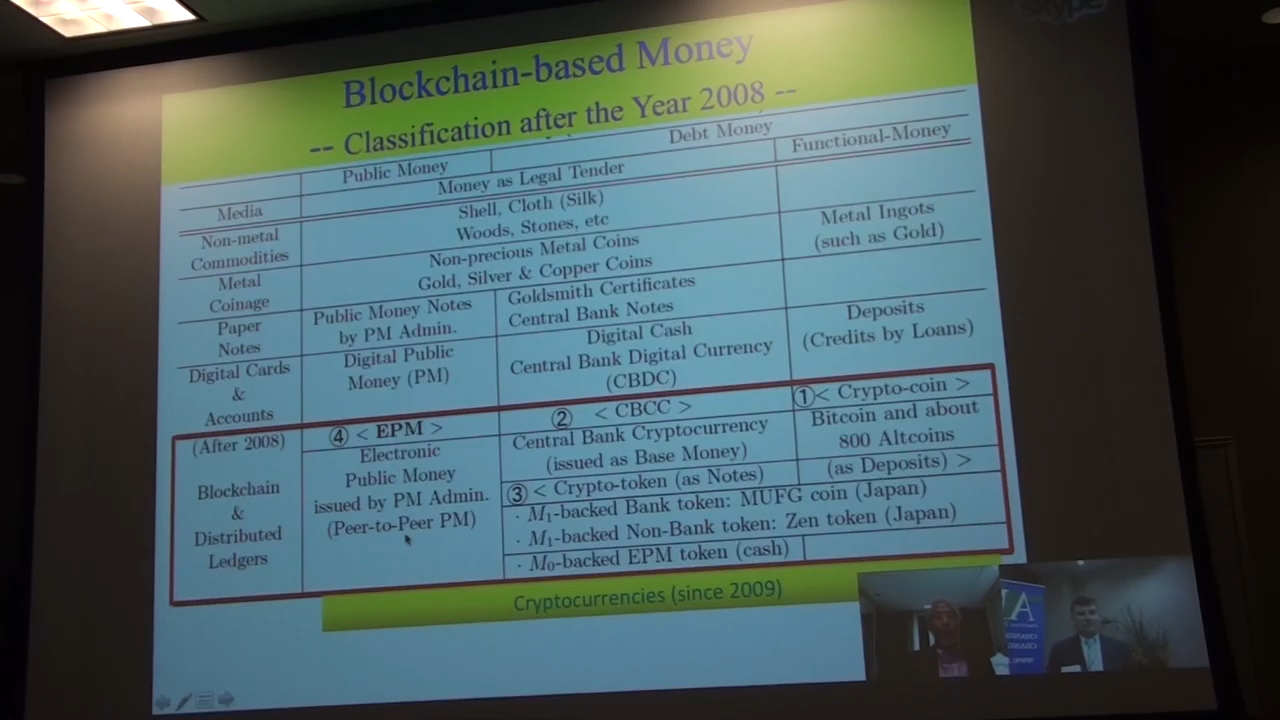 skype
Blockchain-based Money
-- Classification after the Year 2008 --
Public Money
Debt Money
Media
Money as Legal Tender
Functional-Money
Non-metal
Commodities
Shell, Cloth (Silk)
Woods, Stones, etc
Metal
Coinage
Non-precious Metal Coins
Gold, Silver & Copper Coins
Metal Ingots
(such as Gold)
Paper
Notes
Public Money Notes
by PM Admin.
Goldsmith Certificates
Central Bank Notes
Digital Cards
&
Accounts
Digital Public
Money (PM)
Digital Cash
Central Bank Digital Currency
(CBDC)
Deposits
(Credits by Loans)
(After 2008)
Blockchain
&
Distributed
Ledgers
④ < EPM >
Electronic
Public Money
issued by PM Admin.
(Peer-to-Peer PM)
② < CBCC >
Central Bank Cryptocurrency
(issued as Base Money)
① < Crypto-coin >
Bitcoin and about
800 Altcoins
(as Deposits) >
③ < Crypto-token (as Notes)
· M₁-backed Bank token: MUFG coin (Japan)
· M₁-backed Non-Bank token: Zen token (Japan)
· M₀-backed EPM token (cash)
Cryptocurrencies (since 2009)